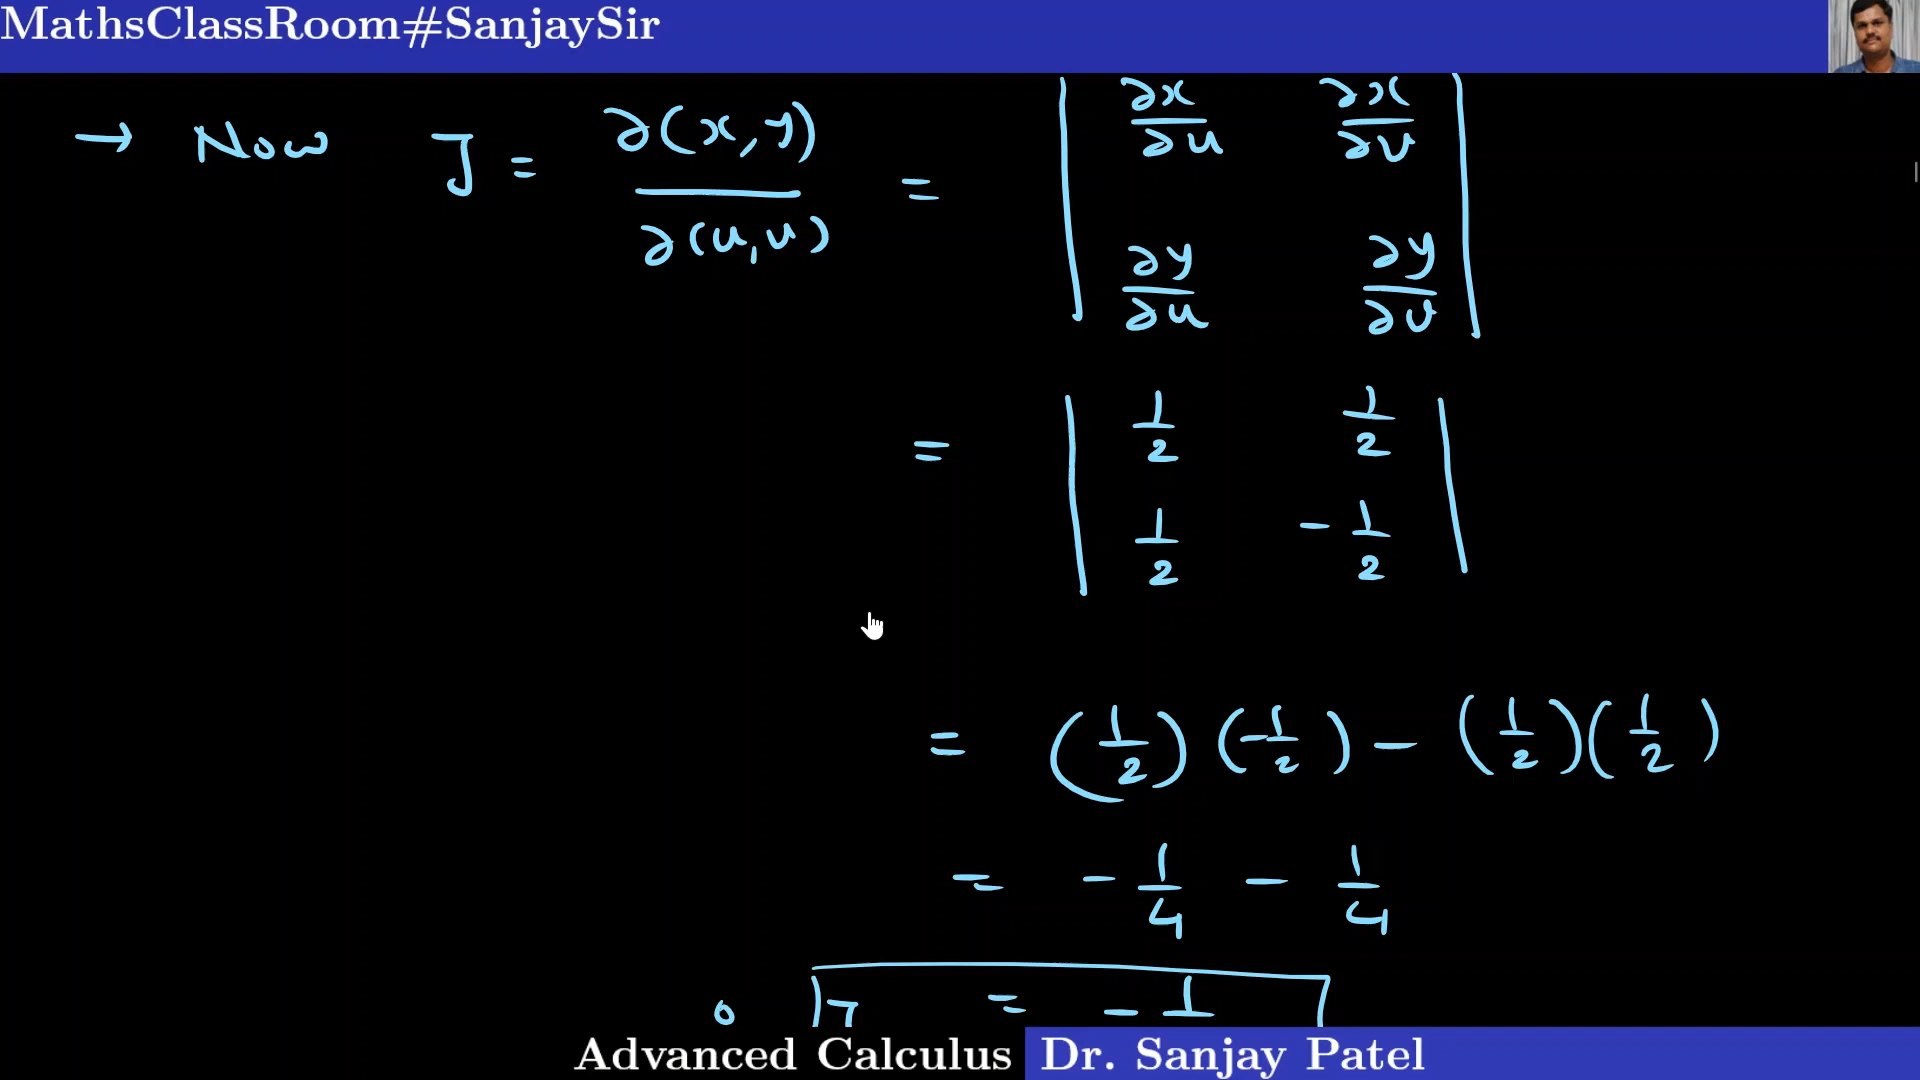 MathsClassRoom#SanjaySir
→ Now J = ∂(x,y)/∂(u,v) = | ∂x/∂u ∂x/∂v |
| ∂y/∂u ∂y/∂v |
= | 1/2 1/2 |
| 1/2 -1/2 |
= (1/2)(-1/2) - (1/2)(1/2)
= -1/4 - 1/4
J = -1
Advanced Calculus Dr. Sanjay Patel